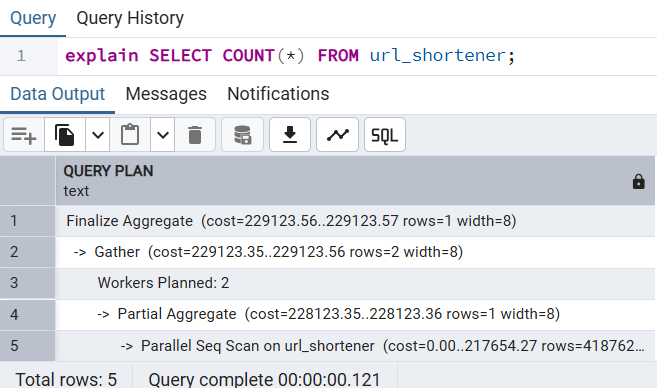 Query Query History
1 explain SELECT COUNT(*) FROM url_shortener;
Data Output Messages Notifications
SQL
QUERY PLAN
text
1 Finalize Aggregate (cost=229123.56..229123.57 rows=1 width=8)
2 -> Gather (cost=229123.35..229123.56 rows=2 width=8)
3 Workers Planned: 2
4 -> Partial Aggregate (cost=228123.35..228123.36 rows=1 width=8)
5 -> Parallel Seq Scan on url_shortener (cost=0.00..217654.27 rows=418762...
Total rows: 5 Query complete 00:00:00.121